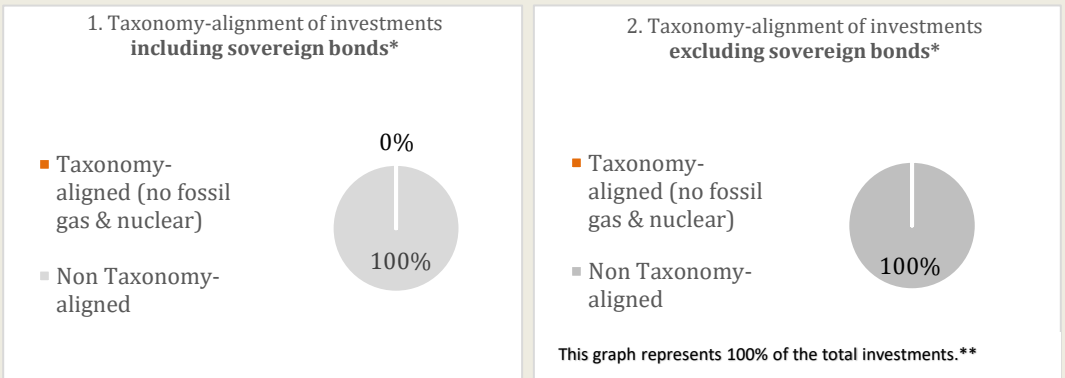 1. Taxonomy-alignment of investments
including sovereign bonds*
Taxonomy-
aligned (no fossil
gas & nuclear)
Non Taxonomy-
aligned
0%
100%
2. Taxonomy-alignment of investments
excluding sovereign bonds*
Taxonomy-
aligned (no fossil
gas & nuclear)
Non Taxonomy-
aligned
100%
This graph represents 100% of the total investments.**